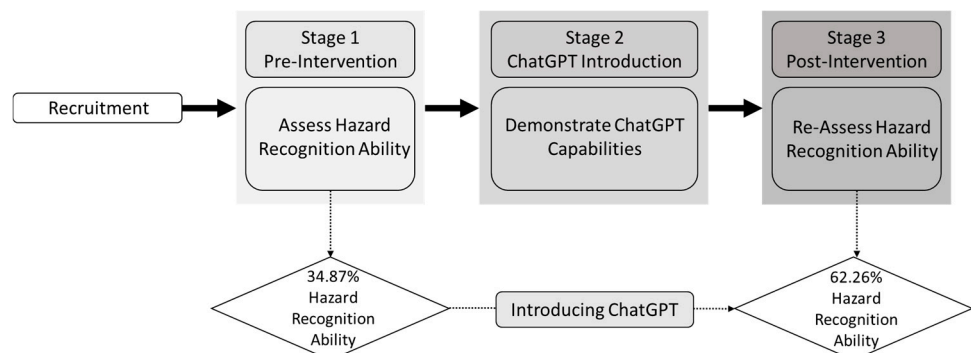 Recruitment
Stage 1
Pre-Intervention
Assess Hazard
Recognition Ability
Stage 2
ChatGPT Introduction
Demonstrate ChatGPT
Capabilities
Stage 3
Post-Intervention
Re-Assess Hazard
Recognition Ability
34.87%
Hazard
Recognition
Ability
Introducing ChatGPT
62.26%
Hazard
Recognition
Ability